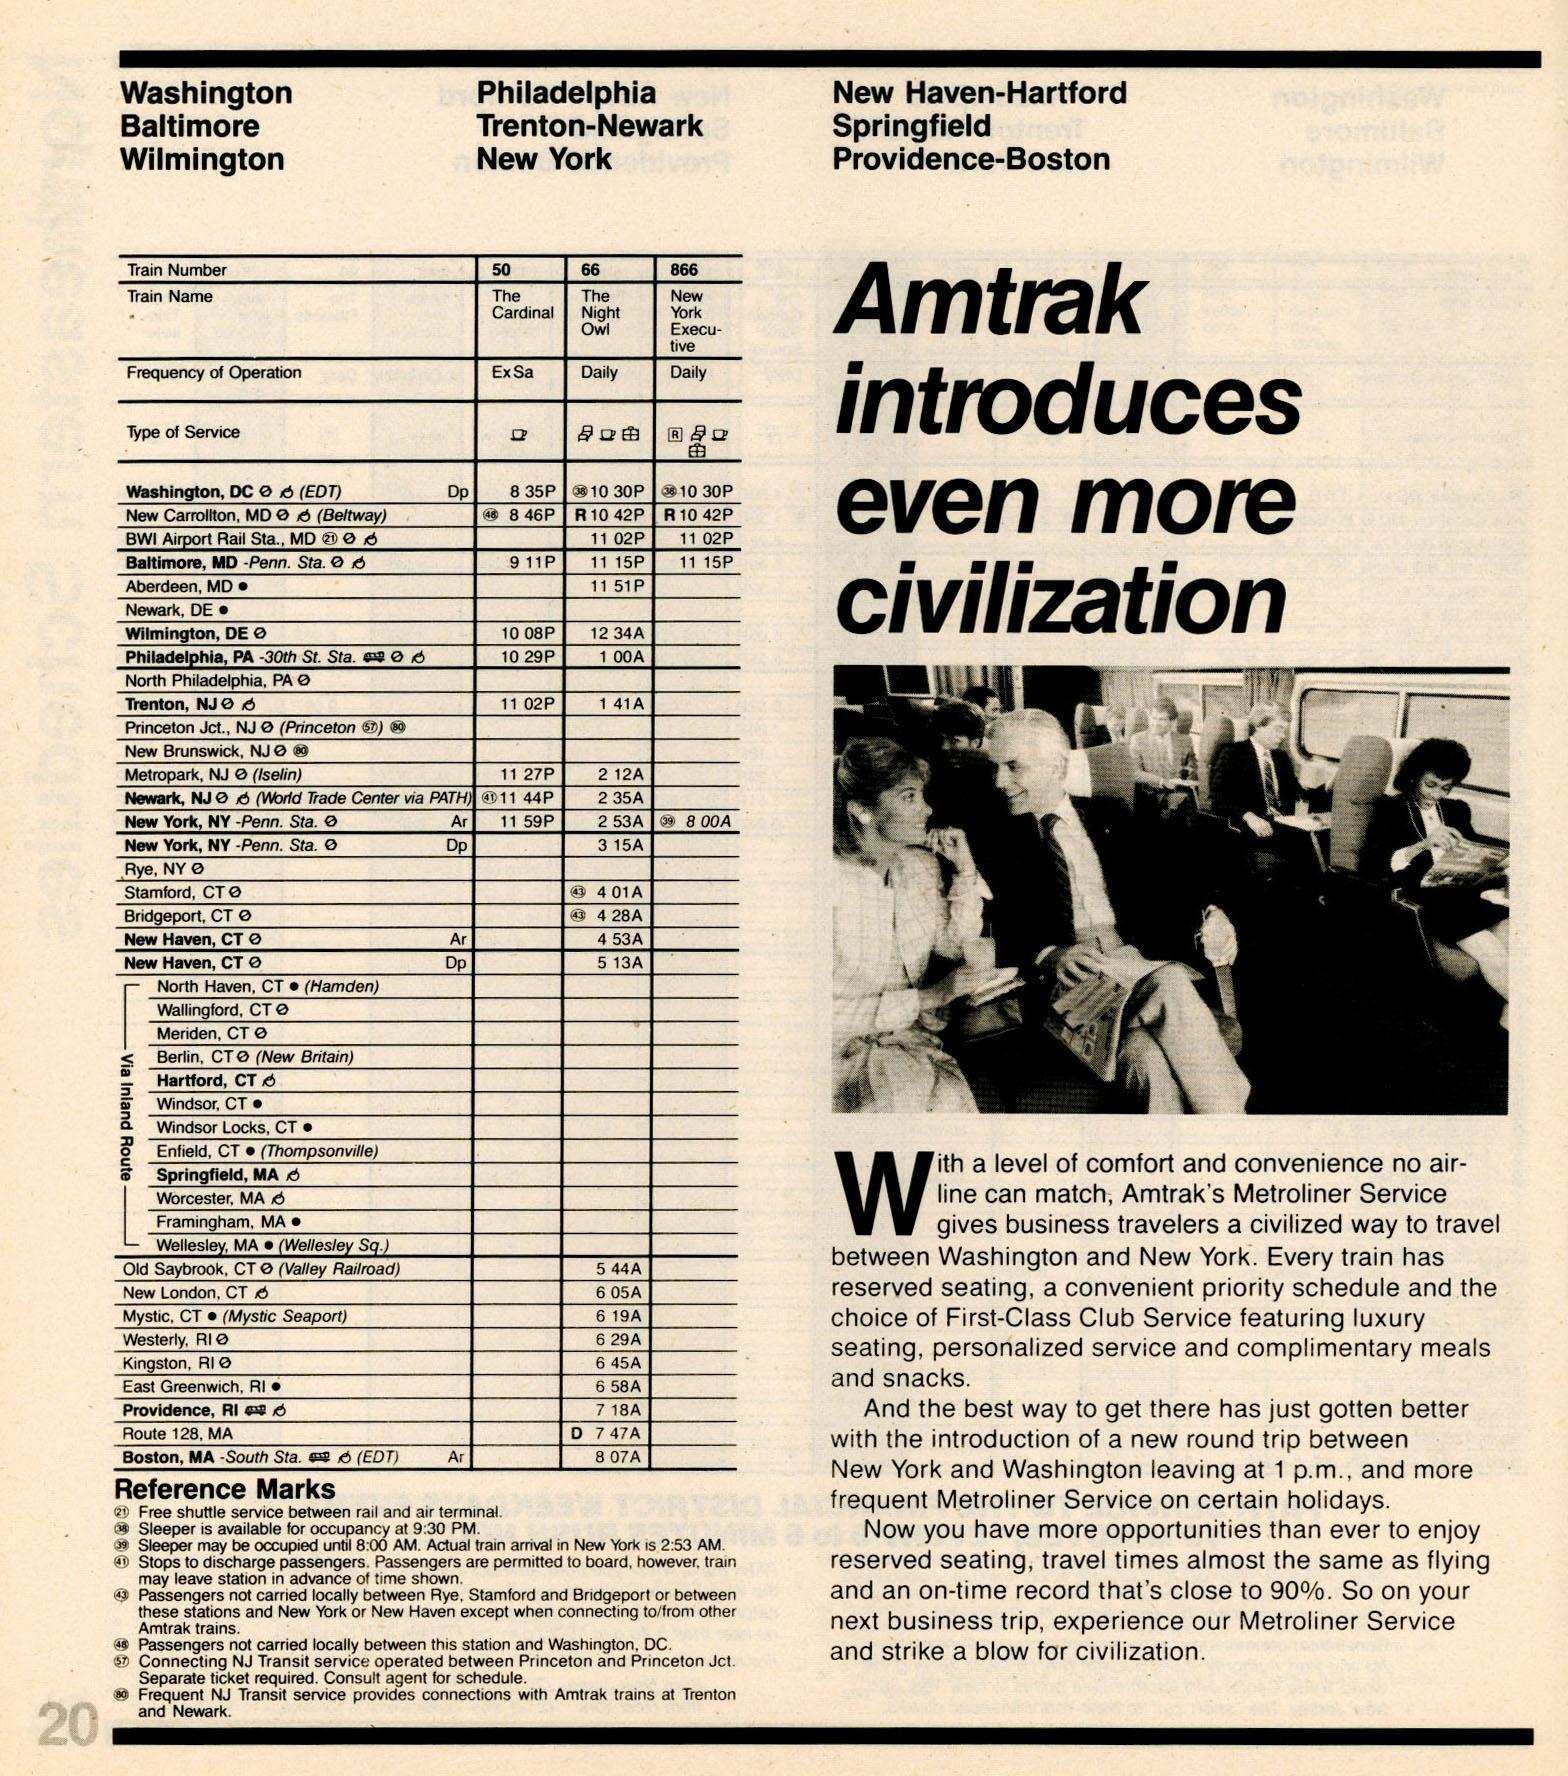 Washington
Baltimore
Wilmington
Philadelphia
Trenton-Newark
New York
New Haven-Hartford
Springfield
Providence-Boston
Train Number 50 66 866
Train Name The Cardinal The Night Owl New York Execu-tive
Frequency of Operation ExSa Daily Daily
Type of Service R
Washington, DC (EDT) Dp 8 35P 38 10 30P 38 10 30P
New Carrollton, MD (Beltway) 48 8 46P R 10 42P R 10 42P
BWI Airport Rail Sta., MD 21 11 02P 11 02P
Baltimore, MD -Penn. Sta. 9 11P 11 15P 11 15P
Aberdeen, MD ● 11 51P
Newark, DE ●
Wilmington, DE 10 08P 12 34A
Philadelphia, PA -30th St. Sta. 10 29P 1 00A
North Philadelphia, PA
Trenton, NJ 11 02P 1 41A
Princeton Jct., NJ (Princeton 57) 80
New Brunswick, NJ 80
Metropark, NJ (Iselin) 11 27P 2 12A
Newark, NJ (World Trade Center via PATH) 41 11 44P 2 35A
New York, NY -Penn. Sta. Ar 11 59P 2 53A 39 8 00A
New York, NY -Penn. Sta. Dp 3 15A
Rye, NY
Stamford, CT 43 4 01A
Bridgeport, CT 43 4 28A
New Haven, CT Ar 4 53A
New Haven, CT Dp 5 13A
Via Inland Route
North Haven, CT ● (Hamden)
Wallingford, CT
Meriden, CT
Berlin, CT (New Britain)
Hartford, CT
Windsor, CT ●
Windsor Locks, CT ●
Enfield, CT ● (Thompsonville)
Springfield, MA
Worcester, MA
Framingham, MA ●
Wellesley, MA ● (Wellesley Sq.)
Old Saybrook, CT (Valley Railroad) 5 44A
New London, CT 6 05A
Mystic, CT ● (Mystic Seaport) 6 19A
Westerly, RI 6 29A
Kingston, RI 6 45A
East Greenwich, RI ● 6 58A
Providence, RI 7 18A
Route 128, MA D 7 47A
Boston, MA -South Sta. (EDT) Ar 8 07A
Reference Marks
21 Free shuttle service between rail and air terminal.
38 Sleeper is available for occupancy at 9:30 PM.
39 Sleeper may be occupied until 8:00 AM. Actual train arrival in New York is 2:53 AM.
41 Stops to discharge passengers. Passengers are permitted to board, however, train
may leave station in advance of time shown.
43 Passengers not carried locally between Rye, Stamford and Bridgeport or between
these stations and New York or New Haven except when connecting to/from other
Amtrak trains.
48 Passengers not carried locally between this station and Washington, DC.
57 Connecting NJ Transit service operated between Princeton and Princeton Jct.
Separate ticket required. Consult agent for schedule.
80 Frequent NJ Transit service provides connections with Amtrak trains at Trenton
and Newark.
20
Amtrak
introduces
even more
civilization
With a level of comfort and convenience no air-
line can match, Amtrak's Metroliner Service
gives business travelers a civilized way to travel
between Washington and New York. Every train has
reserved seating, a convenient priority schedule and the
choice of First-Class Club Service featuring luxury
seating, personalized service and complimentary meals
and snacks.
And the best way to get there has just gotten better
with the introduction of a new round trip between
New York and Washington leaving at 1 p.m., and more
frequent Metroliner Service on certain holidays.
Now you have more opportunities than ever to enjoy
reserved seating, travel times almost the same as flying
and an on-time record that's close to 90%. So on your
next business trip, experience our Metroliner Service
and strike a blow for civilization.